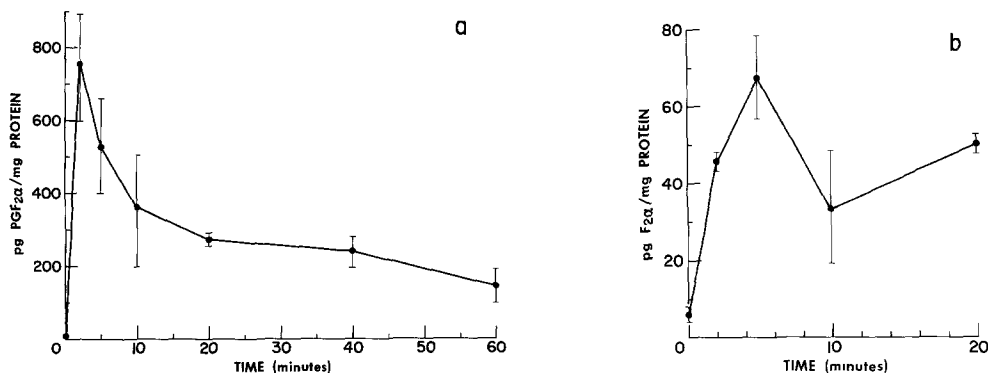 a
800
600
400
200
pg PGF2α/mg PROTEIN
0 10 20 30 40 50 60
TIME (minutes)
b
80
60
40
20
pg F2α/mg PROTEIN
0 10 20
TIME (minutes)